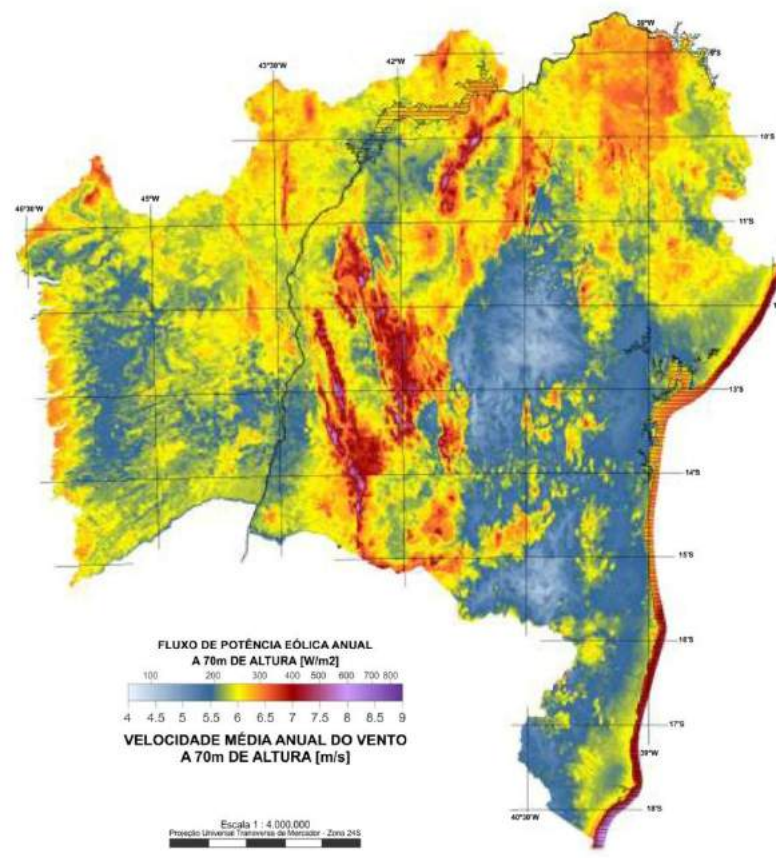 39°W
9°S
43°30'W
42°W
10°S
46°30'W
45°W
11°S
13°S
14°S
15°S
16°S
FLUXO DE POTÊNCIA EÓLICA ANUAL
A 70m DE ALTURA [W/m2]
100 200 300 400 500 600 700 800
4 4.5 5 5.5 6 6.5 7 7.5 8 8.5 9
VELOCIDADE MÉDIA ANUAL DO VENTO
A 70m DE ALTURA [m/s]
17°S
39°W
40°30'W
18°S
Escala 1 : 4.000.000
Projeção Universal Transversa de Mercador - Zona 24S